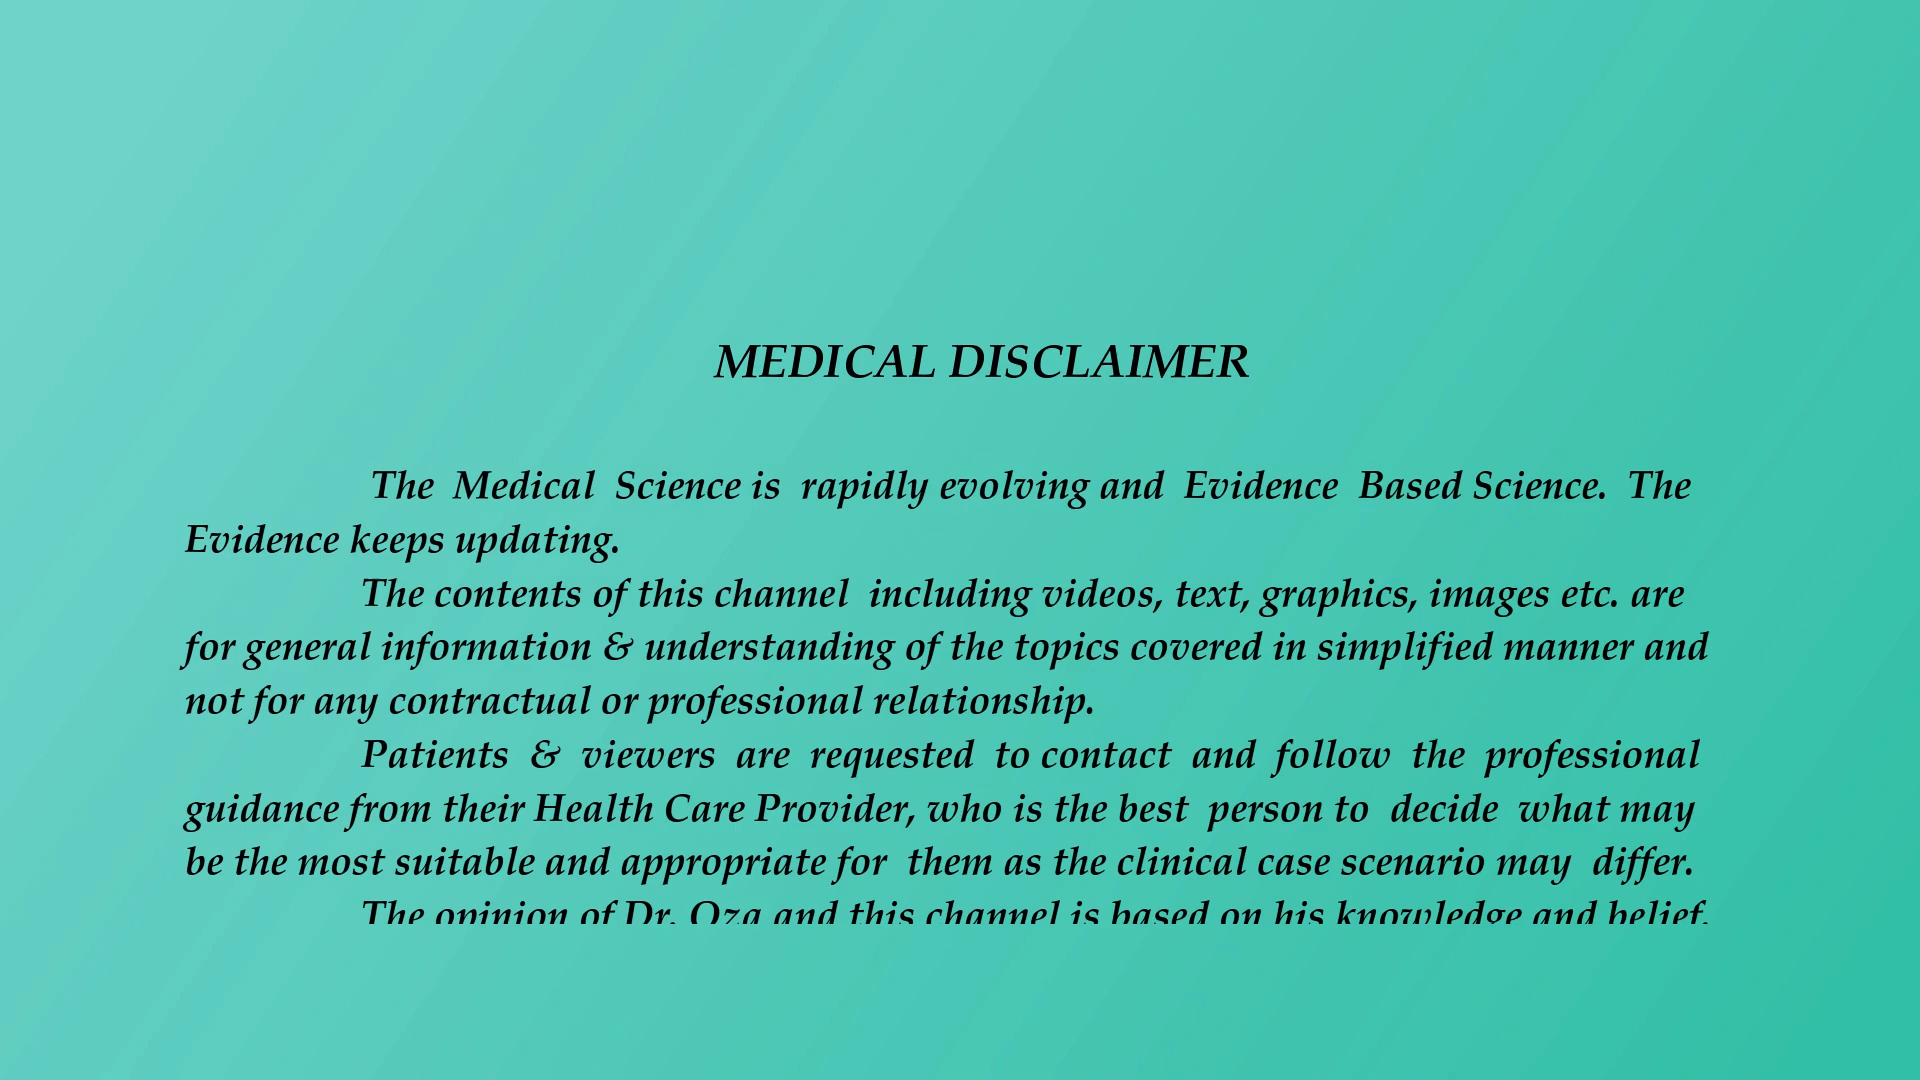 MEDICAL DISCLAIMER
The Medical Science is rapidly evolving and Evidence Based Science. The
Evidence keeps updating.
The contents of this channel including videos, text, graphics, images etc. are
for general information & understanding of the topics covered in simplified manner and
not for any contractual or professional relationship.
Patients & viewers are requested to contact and follow the professional
guidance from their Health Care Provider, who is the best person to decide what may
be the most suitable and appropriate for them as the clinical case scenario may differ.
The opinion of Dr. Oza and this channel is based on his knowledge and belief.